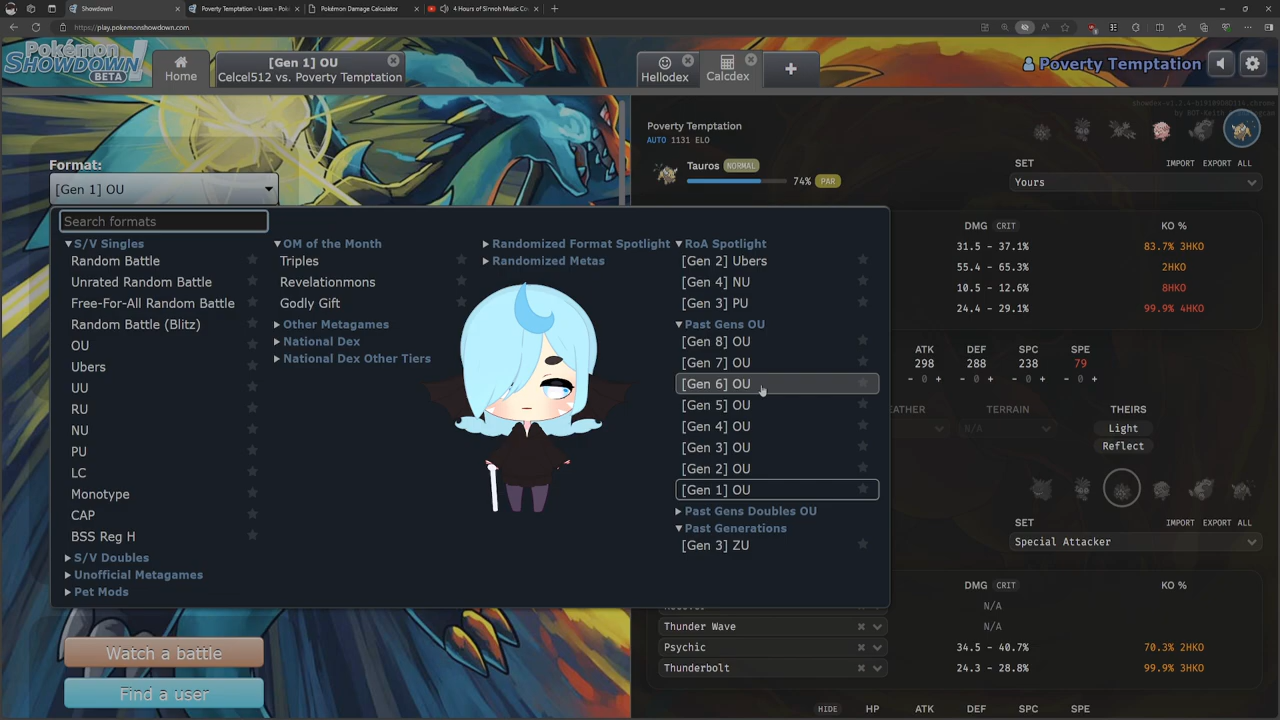 Showdown!
Poverty Temptation - Users - Pok
Pokémon Damage Calculator
4 Hours of Sinnoh Music Co
https://play.pokemonshowdown.com
Pokémon
SHOWDOWN!
BETA
Home
[Gen 1] OU
Celcel512 vs. Poverty Temptation
Hellodex
Calcdex
Poverty Temptation
Poverty Temptation
AUTO 1131 ELO
Tauros NORMAL
74% PAR
SET
IMPORT EXPORT ALL
Yours
Format:
[Gen 1] OU
Search formats
S/V Singles
Random Battle
Unrated Random Battle
Free-For-All Random Battle
Random Battle (Blitz)
OU
Ubers
UU
RU
NU
PU
LC
Monotype
CAP
BSS Reg H
S/V Doubles
Unofficial Metagames
Pet Mods
OM of the Month
Triples
Revelationmons
Godly Gift
Other Metagames
National Dex
National Dex Other Tiers
Randomized Format Spotlight
Randomized Metas
RoA Spotlight
[Gen 2] Ubers
[Gen 4] NU
[Gen 3] PU
Past Gens OU
[Gen 8] OU
[Gen 7] OU
[Gen 6] OU
[Gen 5] OU
[Gen 4] OU
[Gen 3] OU
[Gen 2] OU
[Gen 1] OU
Past Gens Doubles OU
Past Generations
[Gen 3] ZU
DMG CRIT KO %
31.5 - 37.1% 83.7% 3HKO
55.4 - 65.3% 2HKO
10.5 - 12.6% 8HKO
24.4 - 29.1% 99.9% 4HKO
ATK DEF SPC SPE
298 288 238 79
- 0 + - 0 + - 0 + - 0 +
TERRAIN THEIRS
N/A
Light
Reflect
SET
IMPORT EXPORT ALL
Special Attacker
DMG CRIT KO %
N/A
Thunder Wave N/A
Psychic 34.5 - 40.7% 70.3% 2HKO
Thunderbolt 24.3 - 28.8% 99.9% 3HKO
HIDE HP ATK DEF SPC SPE
Watch a battle
Find a user